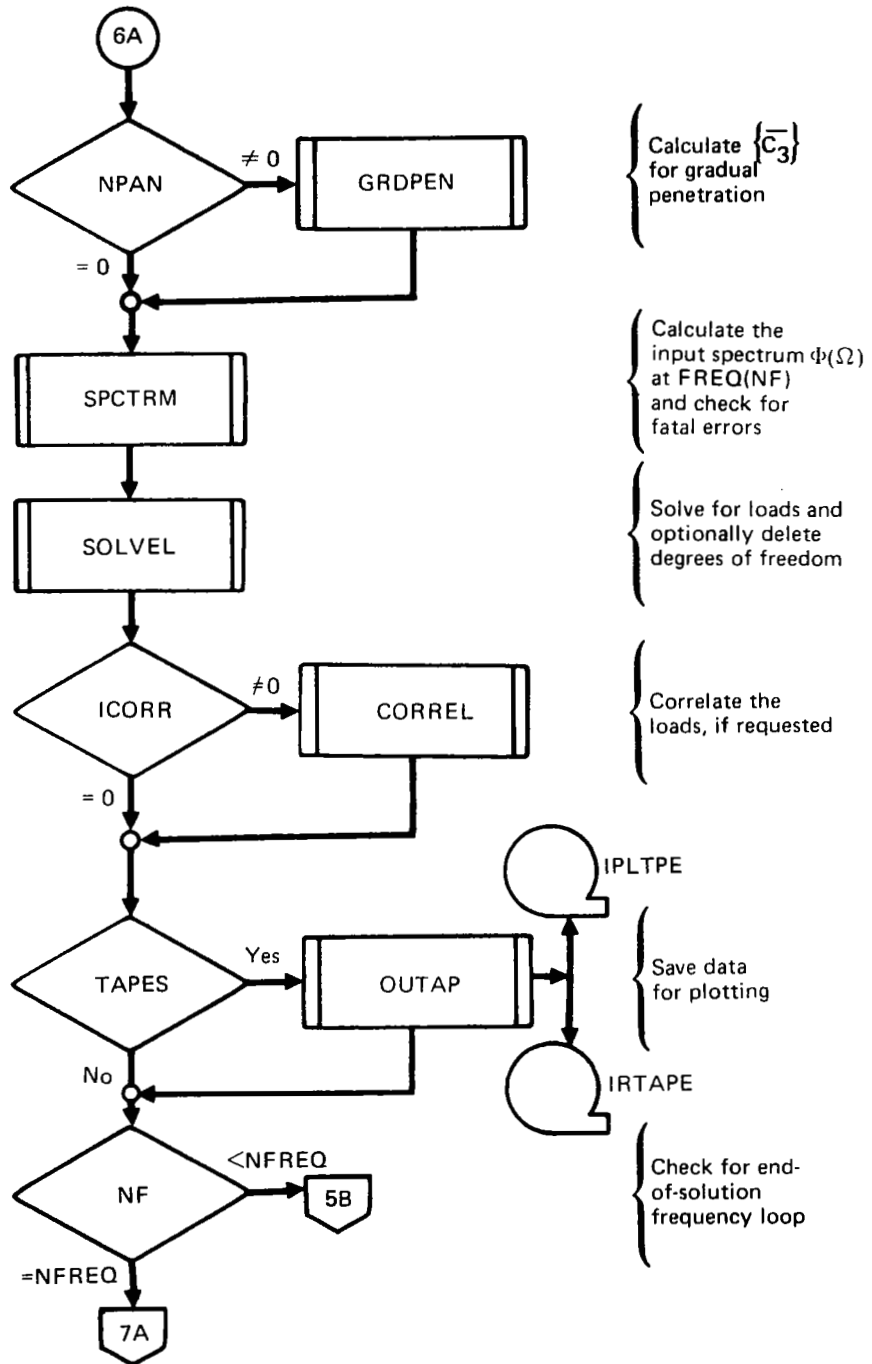 6A
NPAN
≠ 0
= 0
GRDPEN
Calculate {C̅₃}
for gradual
penetration
SPCTRM
Calculate the
input spectrum Φ(Ω)
at FREQ(NF)
and check for
fatal errors
SOLVEL
Solve for loads and
optionally delete
degrees of freedom
ICORR
≠0
= 0
CORREL
Correlate the
loads, if requested
TAPES
Yes
No
OUTAP
IPLTPE
IRTAPE
Save data
for plotting
NF
<NFREQ
5B
=NFREQ
7A
Check for end-
of-solution
frequency loop